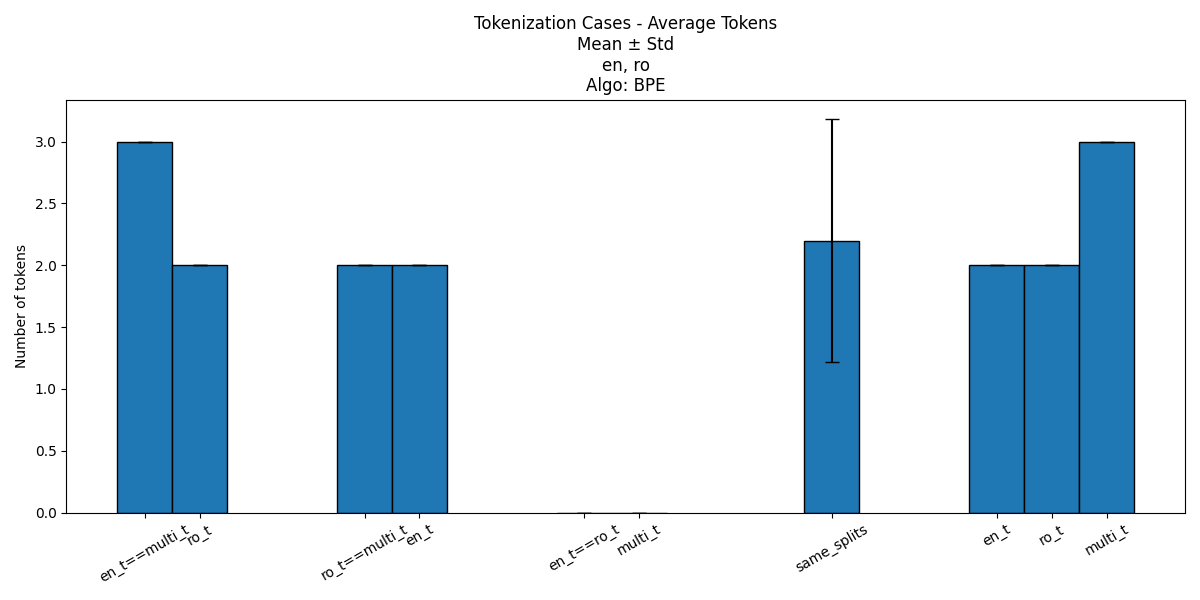 Tokenization Cases - Average Tokens
Mean ± Std
en, ro
Algo: BPE
Number of tokens
3.0
2.5
2.0
1.5
1.0
0.5
0.0
en_t==multi_t
ro_t
ro_t==multi_t
en_t
en_t==ro_t
multi_t
same_splits
en_t
ro_t
multi_t